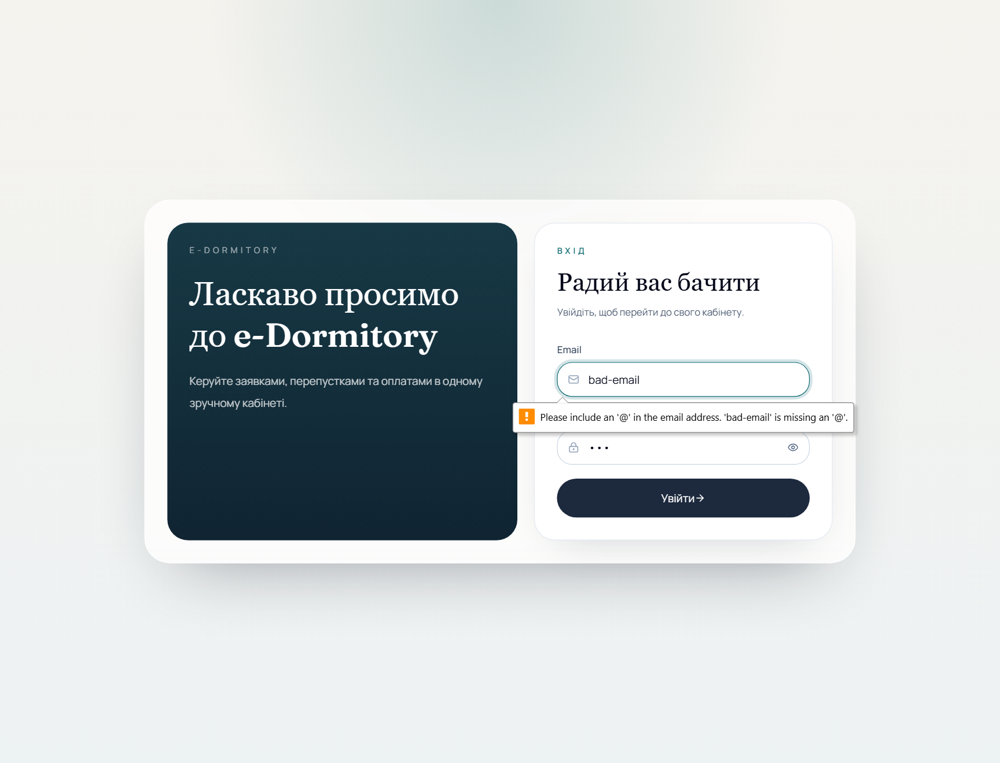 E-DORMITORY
Ласкаво просимо
до e-Dormitory
Керуйте заявками, перепустками та оплатами в одному
зручному кабінеті.
ВХІД
Радий вас бачити
Увійдіть, щоб перейти до свого кабінету.
Email
bad-email
Please include an '@' in the email address. 'bad-email' is missing an '@'.
Увійти